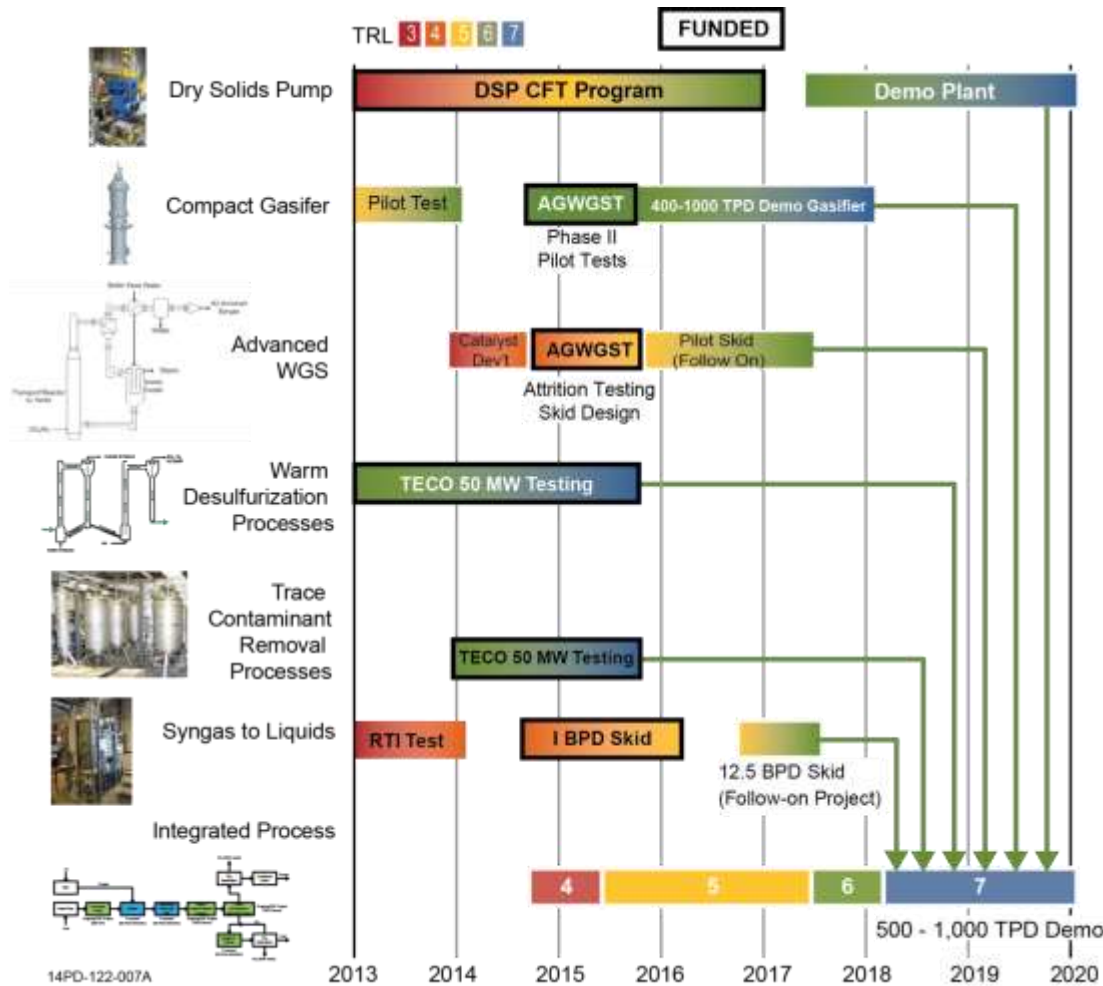 TRL 3 4 5 6 7
FUNDED
Dry Solids Pump
DSP CFT Program
Demo Plant
Compact Gasifer
Pilot Test
AGWGST
400-1000 TPD Demo Gasifier
Phase II
Pilot Tests
Advanced
WGS
Catalyst
Dev't
AGWGST
Pilot Skid
(Follow On)
Attrition Testing
Skid Design
Warm
Desulfurization
Processes
TECO 50 MW Testing
Trace
Contaminant
Removal
Processes
TECO 50 MW Testing
Syngas to Liquids
RTI Test
I BPD Skid
12.5 BPD Skid
(Follow-on Project)
Integrated Process
4 5 6 7
500 - 1,000 TPD Demo
14PD-122-007A
2013 2014 2015 2016 2017 2018 2019 2020